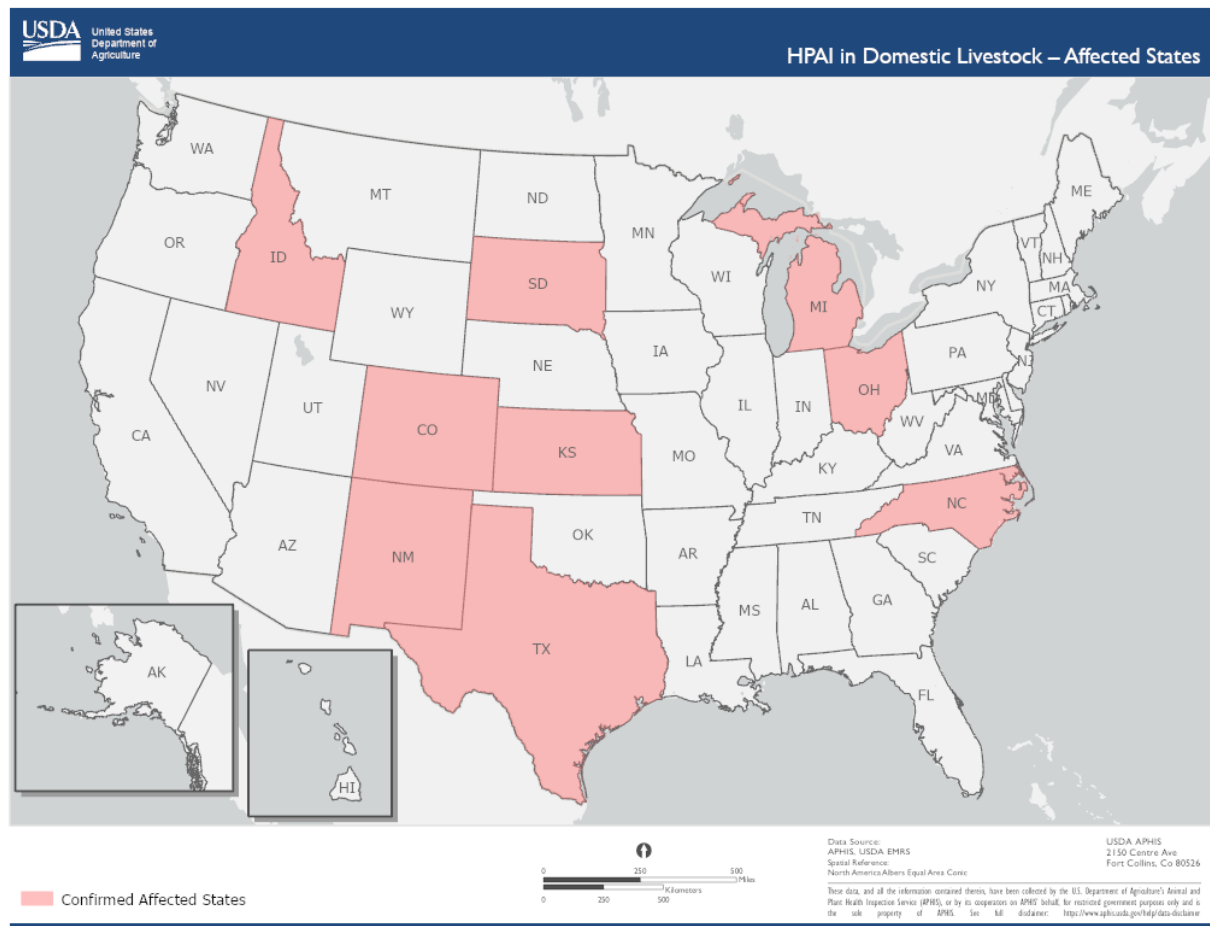 USDA
United States
Department of
Agriculture
HPAI in Domestic Livestock – Affected States
WA
MT
ND
MN
ME
OR
ID
SD
WI
VT
NH
NY
MA
CT
WY
MI
IA
PA
NJ
NE
NV
UT
IL
IN
OH
MD
CA
CO
KS
MO
WV
VA
KY
NC
TN
AZ
NM
OK
AR
SC
MS
AL
GA
TX
LA
FL
AK
HI
Confirmed Affected States
0 250 500
Miles
Kilometers
0 250 500
Data Source:
APHIS, USDA EMRS
Spatial Reference:
North America Albers Equal Area Conic
USDA APHIS
2150 Centre Ave
Fort Collins, Co 80526
These data, and all the information contained therein, have been collected by the U.S. Department of Agriculture's Animal and
Plant Health Inspection Service (APHIS), or by its cooperators on APHIS' behalf, for restricted government purposes only and is
the sole property of APHIS. See full disclaimer: https://www.aphis.usda.gov/help/data-disclaimer